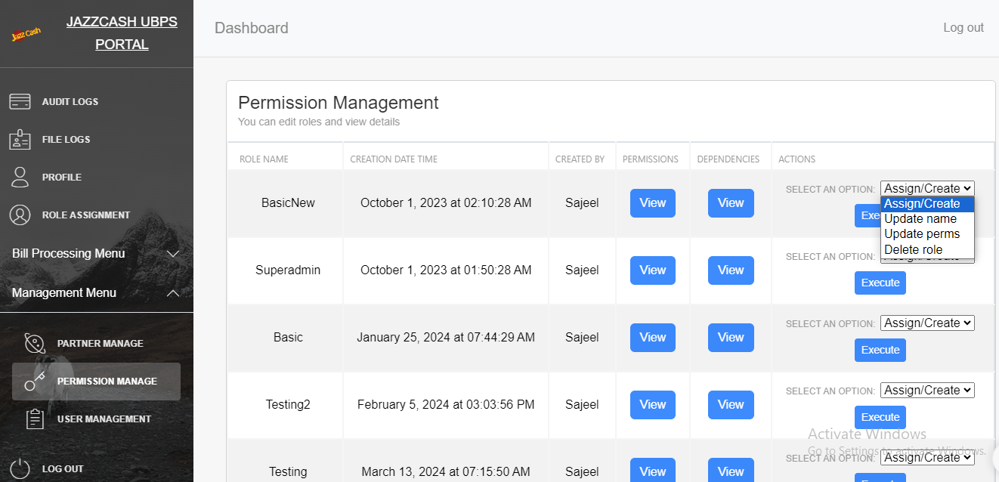 Jazz Cash
JAZZCASH UBPS
PORTAL
Dashboard
Log out
AUDIT LOGS
FILE LOGS
PROFILE
ROLE ASSIGNMENT
Bill Processing Menu
Management Menu
PARTNER MANAGE
PERMISSION MANAGE
USER MANAGEMENT
LOG OUT
Permission Management
You can edit roles and view details
ROLE NAME CREATION DATE TIME CREATED BY PERMISSIONS DEPENDENCIES ACTIONS
BasicNew October 1, 2023 at 02:10:28 AM Sajeel View View SELECT AN OPTION: Assign/Create
Assign/Create
Update name
Update perms
Delete role
Superadmin October 1, 2023 at 01:50:28 AM Sajeel View View SELECT AN OPTION: Assign/Create
Execute
Basic January 25, 2024 at 07:44:29 AM Sajeel View View SELECT AN OPTION: Assign/Create
Execute
Testing2 February 5, 2024 at 03:03:56 PM Sajeel View View SELECT AN OPTION: Assign/Create
Execute
Activate Windows
Go to Settings to activate Windows.
Testing March 13, 2024 at 07:15:50 AM Sajeel View View SELECT AN OPTION: Assign/Create